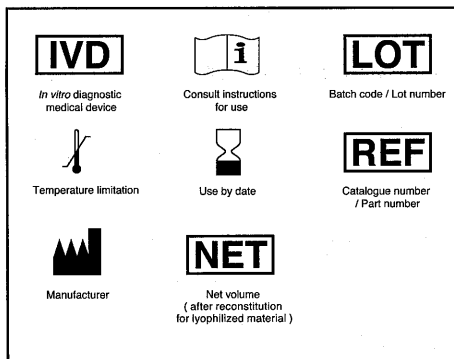 IVD
In vitro diagnostic
medical device
i
Consult instructions
for use
LOT
Batch code / Lot number
Temperature limitation
Use by date
REF
Catalogue number
/ Part number
Manufacturer
NET
Net volume
( after reconstitution
for lyophilized material )